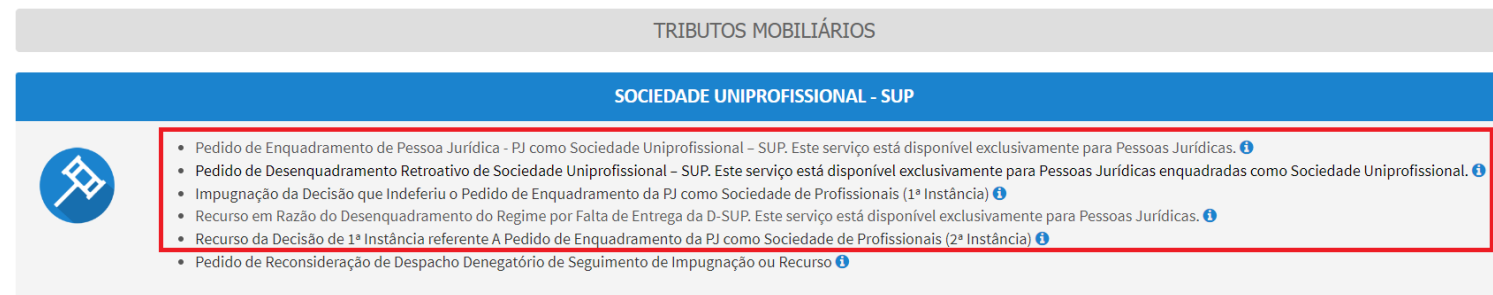 TRIBUTOS MOBILIÁRIOS
SOCIEDADE UNIPROFISSIONAL - SUP
• Pedido de Enquadramento de Pessoa Jurídica - PJ como Sociedade Uniprofissional – SUP. Este serviço está disponível exclusivamente para Pessoas Jurídicas.
• Pedido de Desenquadramento Retroativo de Sociedade Uniprofissional – SUP. Este serviço está disponível exclusivamente para Pessoas Jurídicas enquadradas como Sociedade Uniprofissional.
• Impugnação da Decisão que Indeferiu o Pedido de Enquadramento da PJ como Sociedade de Profissionais (1ª Instância)
• Recurso em Razão do Desenquadramento do Regime por Falta de Entrega da D-SUP. Este serviço está disponível exclusivamente para Pessoas Jurídicas.
• Recurso da Decisão de 1ª Instância referente A Pedido de Enquadramento da PJ como Sociedade de Profissionais (2ª Instância)
• Pedido de Reconsideração de Despacho Denegatório de Seguimento de Impugnação ou Recurso